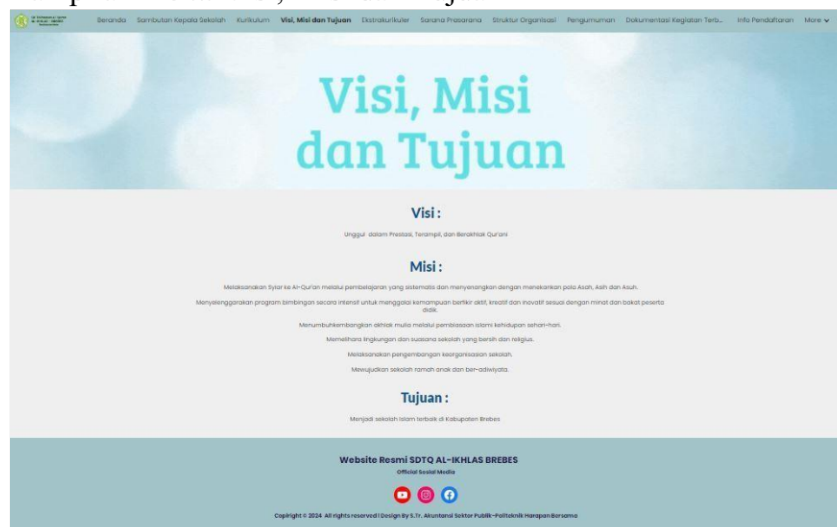 Beranda Sambutan Kepala Sekolah Kurikulum Visi, Misi dan Tujuan Ekstrakurikuler Sarana Prasarana Struktur Organisasi Pengumuman Dokumentasi Kegiatan Terb... Info Pendaftaran More
Visi, Misi
dan Tujuan
Visi :
Unggul dalam Prestasi, Terampil, dan Berakhlak Qur'ani
Misi :
Melaksanakan Syiar ke Al-Qur'an melalui pembelajaran yang sistematis dan menyenangkan dengan menekankan pola Asah, Asih dan Asuh.
Menyelenggarakan program bimbingan secara intensif untuk menggali kemampuan berfikir aktif, kreatif dan inovatif sesuai dengan minat dan bakat peserta
didik.
Menumbuhkembangkan akhlak mulia melalui pembiasaan islami kehidupan sehari-hari.
Memelihara lingkungan dan suasana sekolah yang bersih dan religius.
Melaksanakan pengembangan keorganisasian sekolah.
Mewujudkan sekolah ramah anak dan ber-adiwiyata.
Tujuan :
Menjadi sekolah Islam terbaik di Kabupaten Brebes
Website Resmi SDTQ AL-IKHLAS BREBES
Official Sosial Media
Copiright © 2024 All rights reserved | Design By S.Tr. Akuntansi Sektor Publik-Politeknik Harapan Bersama